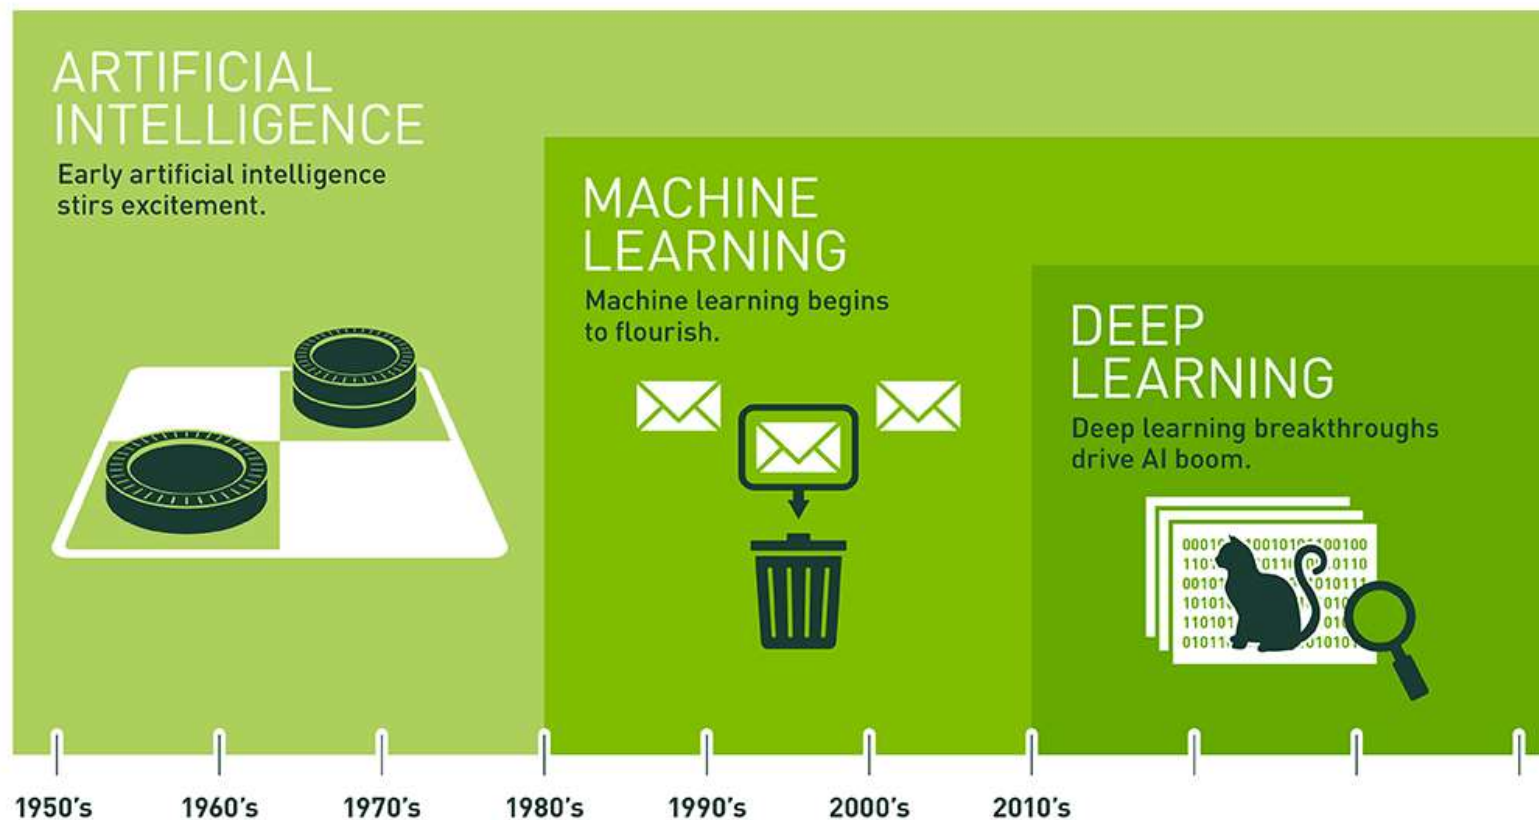 ARTIFICIAL
INTELLIGENCE
Early artificial intelligence
stirs excitement.
MACHINE
LEARNING
Machine learning begins
to flourish.
DEEP
LEARNING
Deep learning breakthroughs
drive AI boom.
1950's
1960's
1970's
1980's
1990's
2000's
2010's